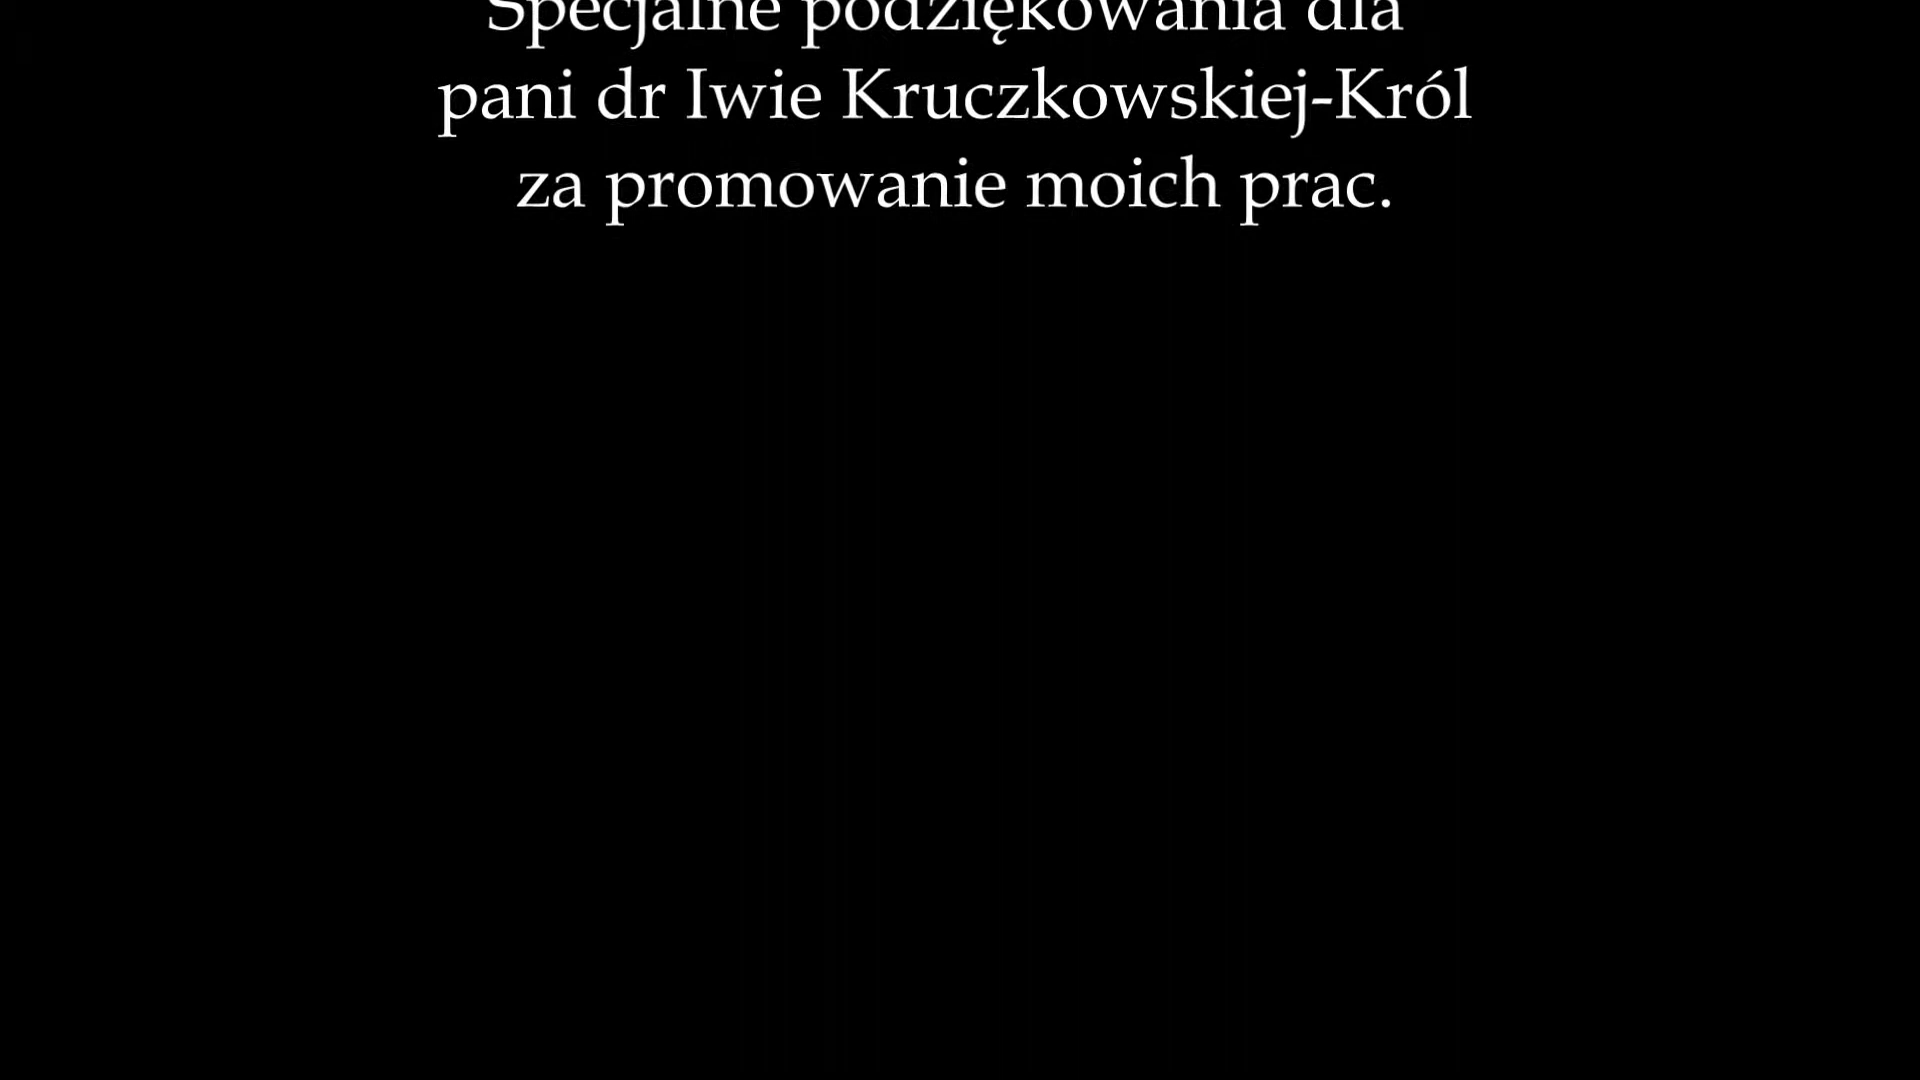 Specjalne podziękowania dla
pani dr Iwie Kruczkowskiej-Król
za promowanie moich prac.